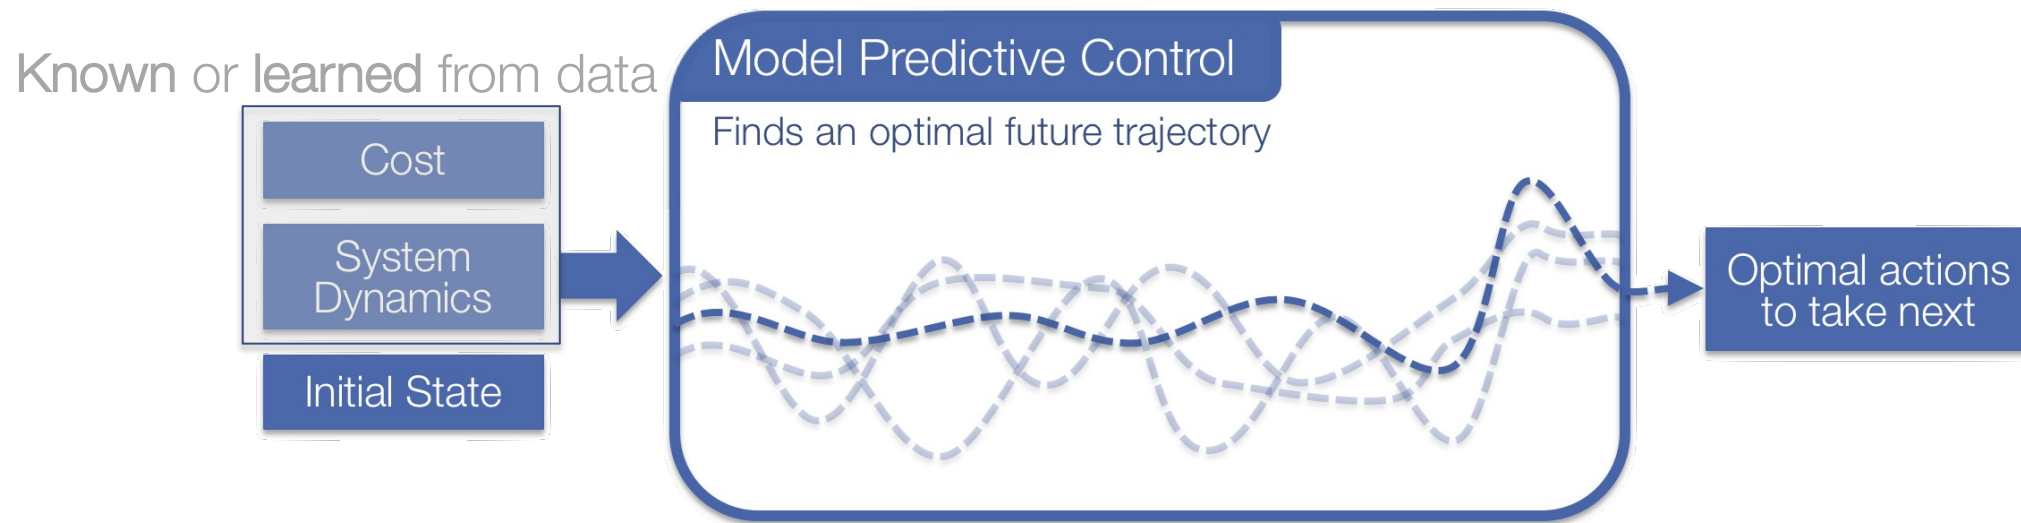 Known or learned from data
Cost
System
Dynamics
Initial State
Model Predictive Control
Finds an optimal future trajectory
Optimal actions
to take next